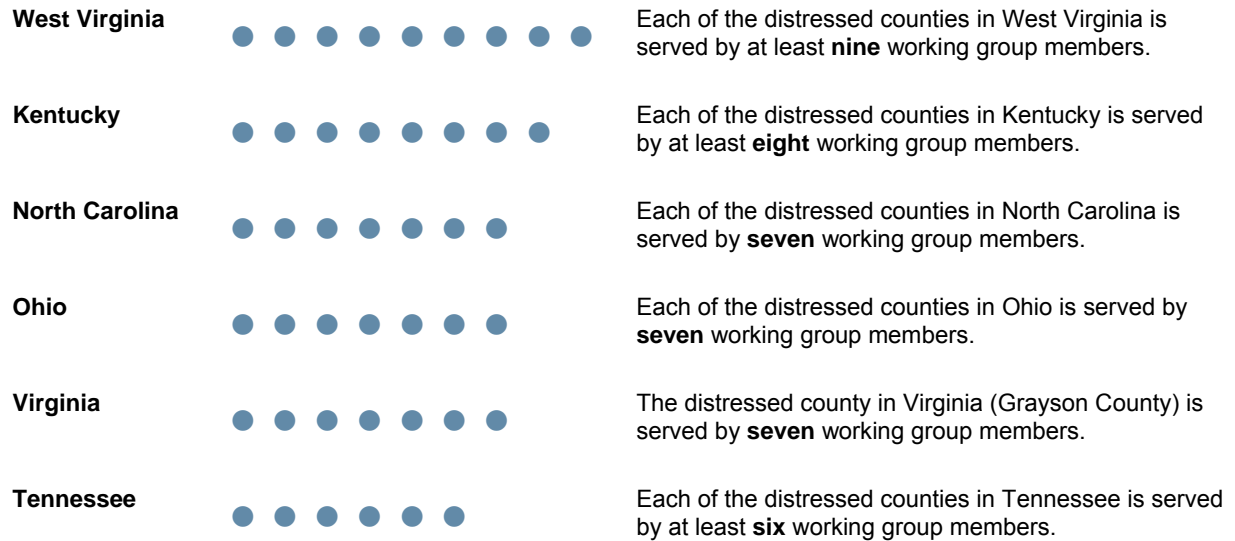 West Virginia
Each of the distressed counties in West Virginia is
served by at least nine working group members.
Kentucky
Each of the distressed counties in Kentucky is served
by at least eight working group members.
North Carolina
Each of the distressed counties in North Carolina is
served by seven working group members.
Ohio
Each of the distressed counties in Ohio is served by
seven working group members.
Virginia
The distressed county in Virginia (Grayson County) is
served by seven working group members.
Tennessee
Each of the distressed counties in Tennessee is served
by at least six working group members.